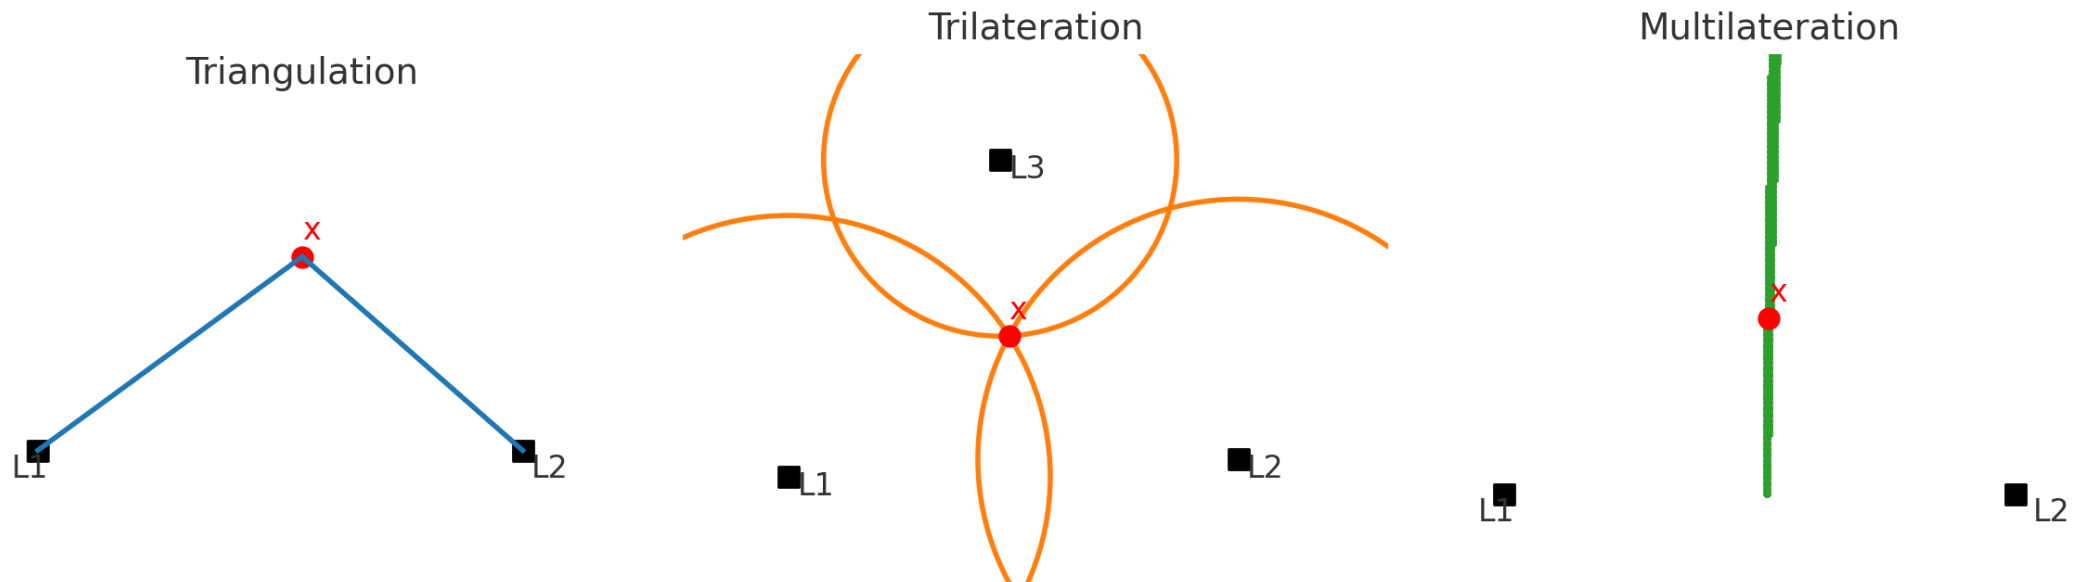 Triangulation
x
L1
L2
Trilateration
L3
x
L1
L2
Multilateration
x
L1
L2